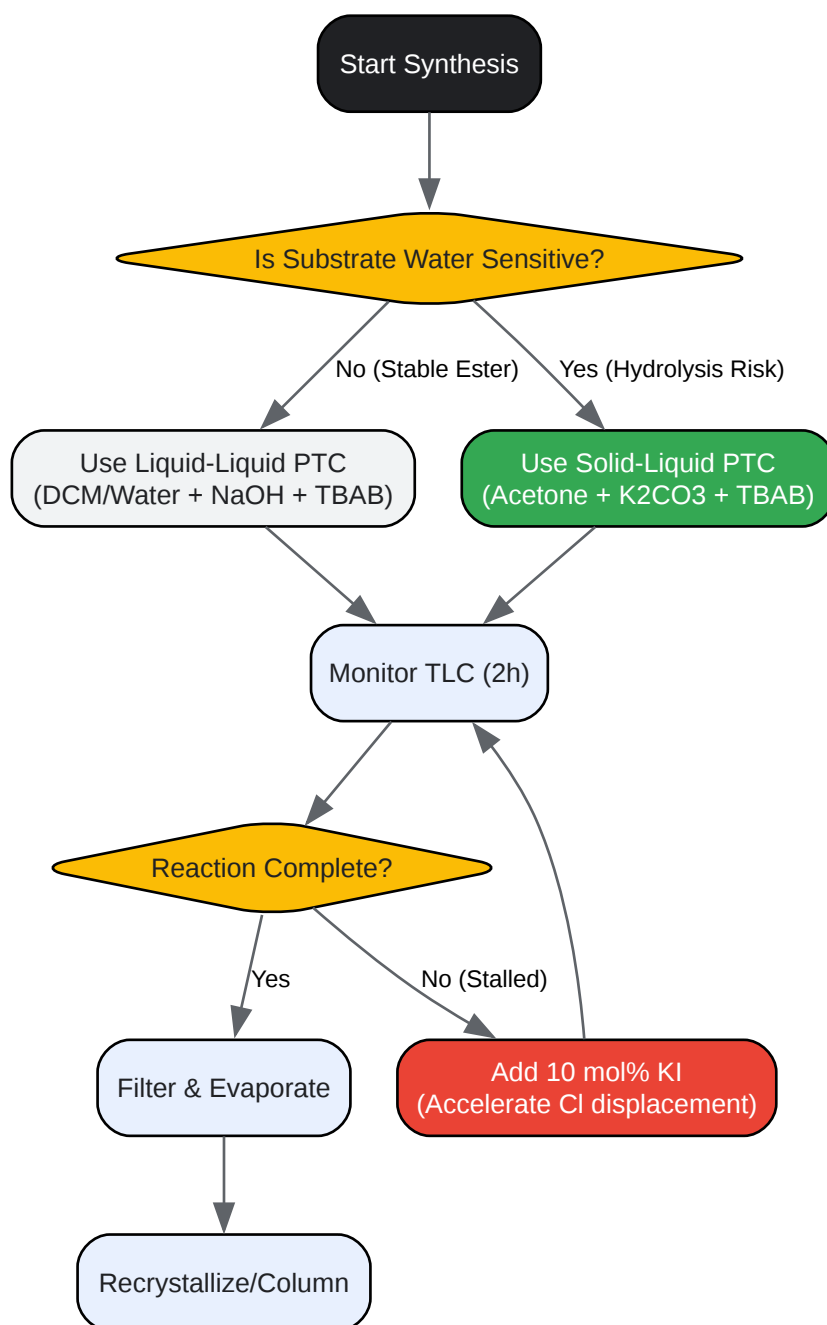 Start Synthesis
Is Substrate Water Sensitive?
No (Stable Ester)
Yes (Hydrolysis Risk)
Use Liquid-Liquid PTC
(DCM/Water + NaOH + TBAB)
Use Solid-Liquid PTC
(Acetone + K2CO3 + TBAB)
Monitor TLC (2h)
Reaction Complete?
Yes
No (Stalled)
Filter & Evaporate
Add 10 mol% KI
(Accelerate Cl displacement)
Recrystallize/Column